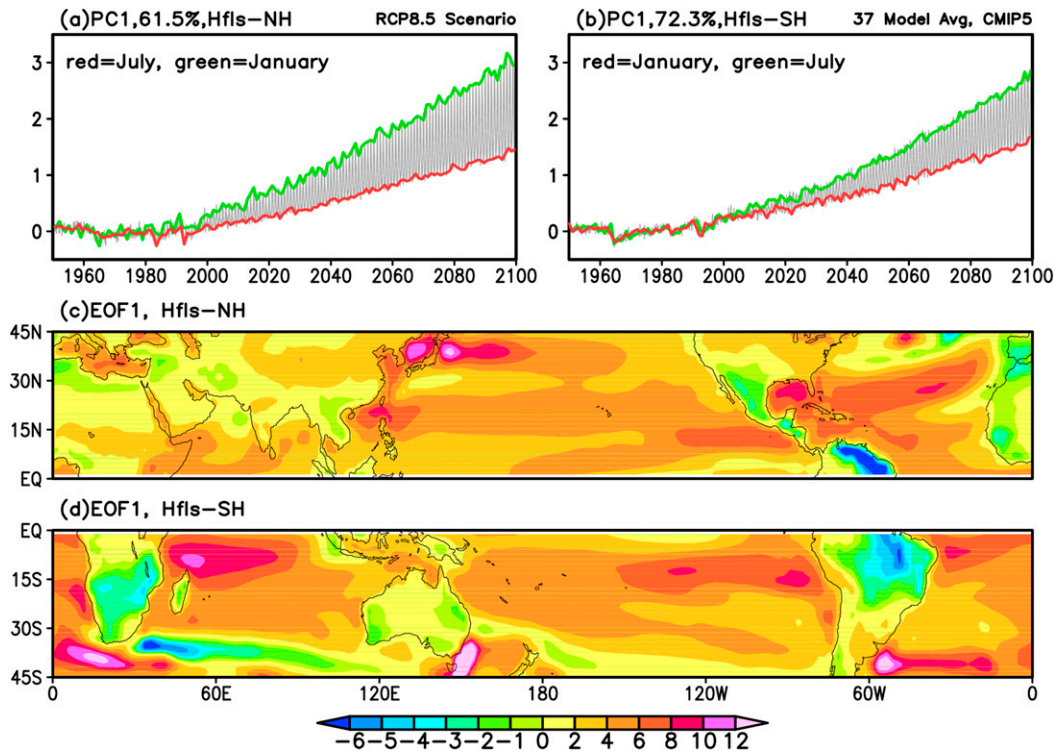 (a)PC1,61.5%,Hfls-NH RCP8.5 Scenario
(b)PC1,72.3%,Hfls-SH 37 Model Avg, CMIP5
red=July, green=January
red=January, green=July
3
2
1
0
3
2
1
0
1960 1980 2000 2020 2040 2060 2080 2100
1960 1980 2000 2020 2040 2060 2080 2100
(c)EOF1, Hfls-NH
45N
30N
15N
EQ
(d)EOF1, Hfls-SH
EQ
15S
30S
45S
0 60E 120E 180 120W 60W 0
-6 -5 -4 -3 -2 -1 0 2 4 6 8 10 12